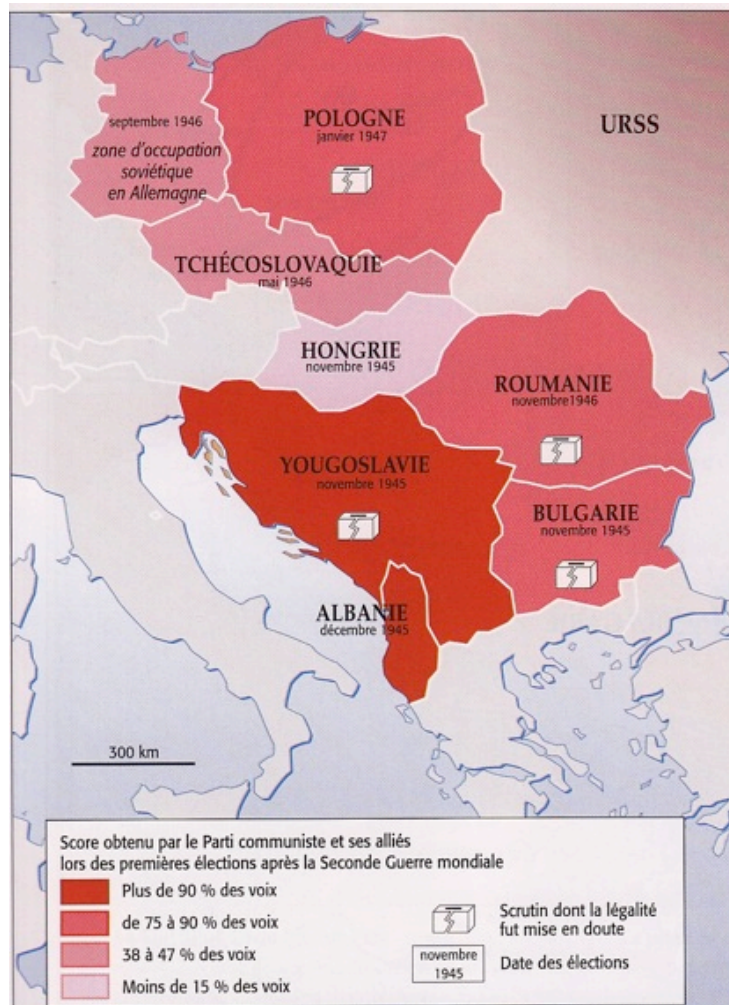 septembre 1946
zone d'occupation
soviétique
en Allemagne
POLOGNE
janvier 1947
URSS
TCHÉCOSLOVAQUIE
mai 1946
HONGRIE
novembre 1945
ROUMANIE
novembre1946
YOUGOSLAVIE
novembre 1945
BULGARIE
novembre 1945
ALBANIE
décembre 1945
300 km
Score obtenu par le Parti communiste et ses alliés
lors des premières élections après la Seconde Guerre mondiale
Plus de 90 % des voix
de 75 à 90 % des voix
38 à 47 % des voix
Moins de 15 % des voix
Scrutin dont la légalité
fut mise en doute
novembre
1945
Date des élections